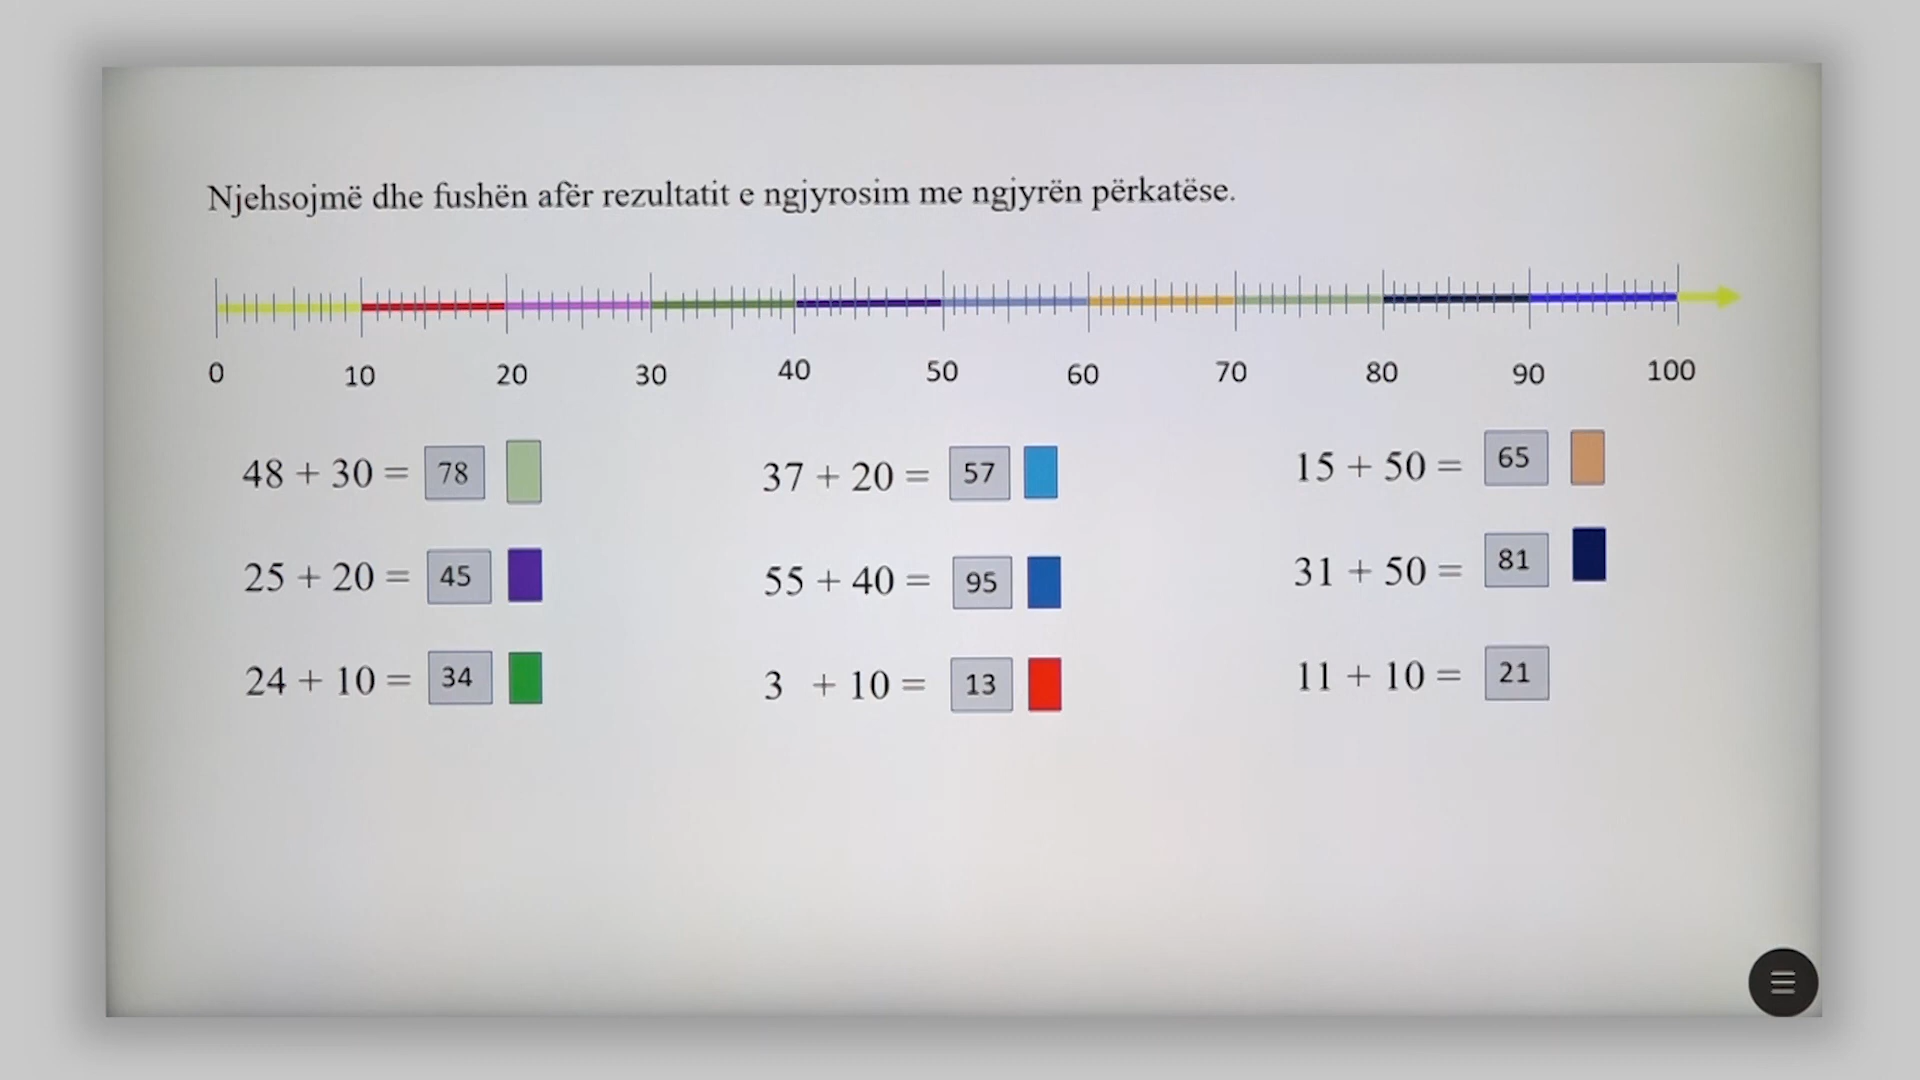 Njehsojmë dhe fushën afër rezultatit e ngjyrosim me ngjyrën përkatëse.
0 10 20 30 40 50 60 70 80 90 100
48 + 30 = 78 37 + 20 = 57 15 + 50 = 65
25 + 20 = 45 55 + 40 = 95 31 + 50 = 81
24 + 10 = 34 3 + 10 = 13 11 + 10 = 21